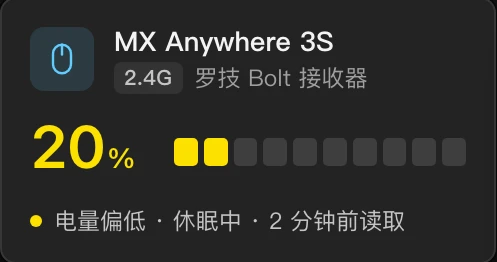 MX Anywhere 3S
2.4G 罗技 Bolt 接收器
20%
电量偏低 · 休眠中 · 2 分钟前读取